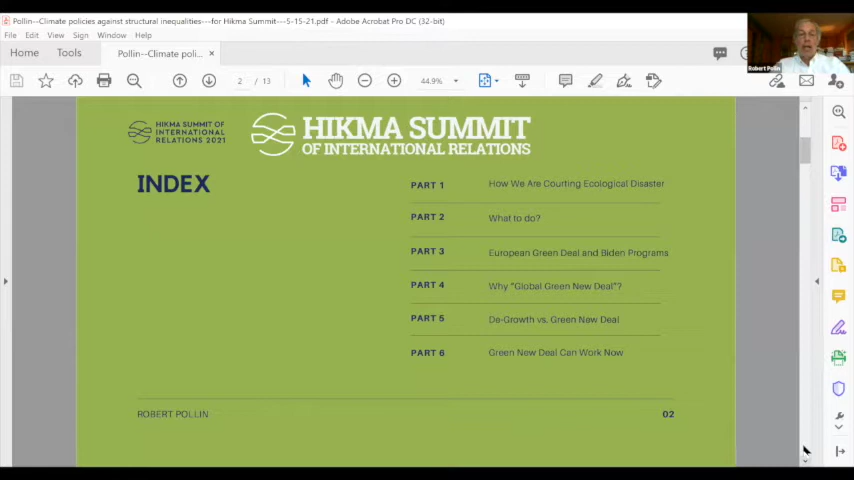 Pollin--Climate policies against structural inequalities---for Hikma Summit---5-15-21.pdf - Adobe Acrobat Pro DC (32-bit)
File Edit View Sign Window Help
Home Tools Pollin--Climate poli... ×
2 / 13 44.9%
Robert Pollin
HIKMA SUMMIT OF
INTERNATIONAL
RELATIONS 2021
HIKMA SUMMIT
OF INTERNATIONAL RELATIONS
INDEX
PART 1 How We Are Courting Ecological Disaster
PART 2 What to do?
PART 3 European Green Deal and Biden Programs
PART 4 Why "Global Green New Deal"?
PART 5 De-Growth vs. Green New Deal
PART 6 Green New Deal Can Work Now
ROBERT POLLIN 02